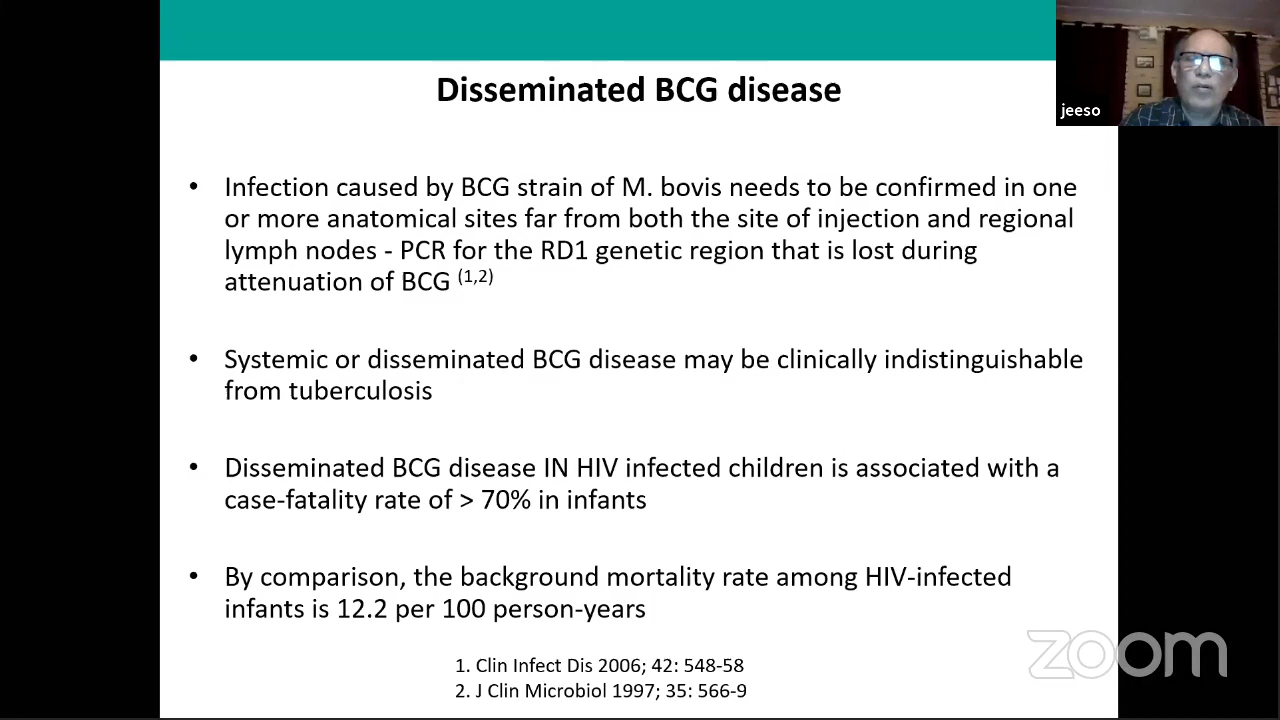 Disseminated BCG disease
jeeso
• Infection caused by BCG strain of M. bovis needs to be confirmed in one
or more anatomical sites far from both the site of injection and regional
lymph nodes - PCR for the RD1 genetic region that is lost during
attenuation of BCG (1,2)
• Systemic or disseminated BCG disease may be clinically indistinguishable
from tuberculosis
• Disseminated BCG disease IN HIV infected children is associated with a
case-fatality rate of > 70% in infants
• By comparison, the background mortality rate among HIV-infected
infants is 12.2 per 100 person-years
1. Clin Infect Dis 2006; 42: 548-58
2. J Clin Microbiol 1997; 35: 566-9
zoom